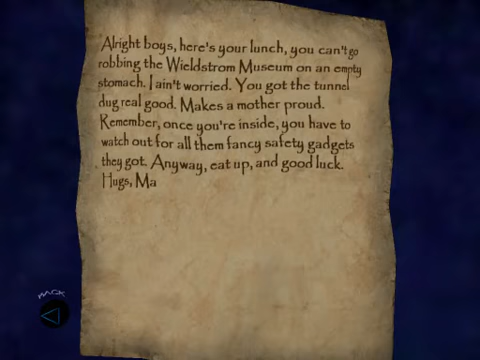 Alright boys, here's your lunch, you can't go
robbing the Wieldstrom Museum on an empty
stomach. I ain't worried. You got the tunnel
dug real good. Makes a mother proud.
Remember, once you're inside, you have to
watch out for all them fancy safety gadgets
they got. Anyway, eat up, and good luck.
Hugs, Ma
BACK